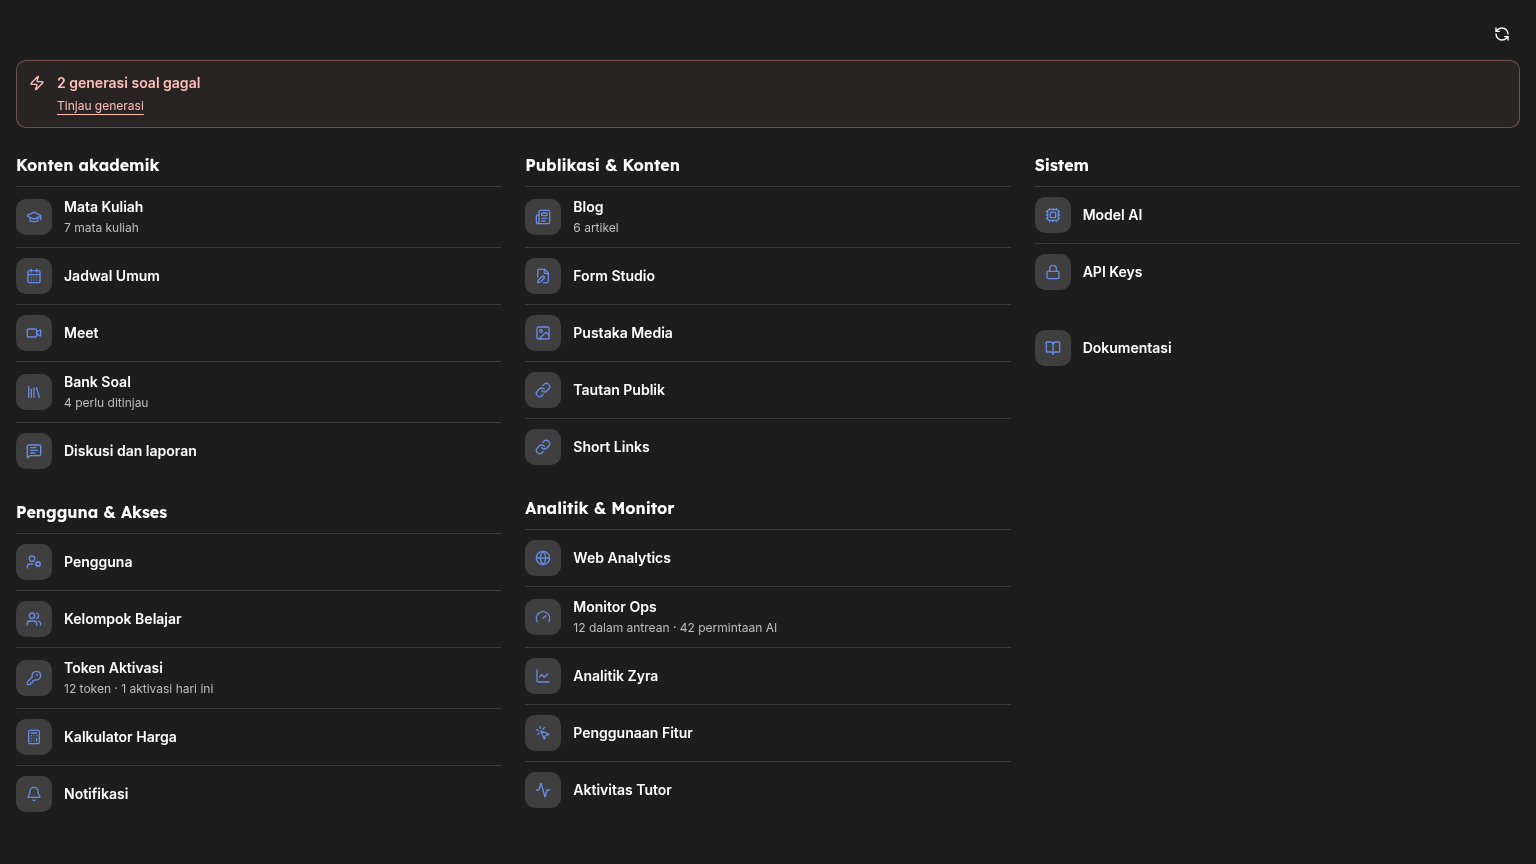 2 generasi soal gagal
Tinjau generasi
Konten akademik
Mata Kuliah
7 mata kuliah
Jadwal Umum
Meet
Bank Soal
4 perlu ditinjau
Diskusi dan laporan
Pengguna & Akses
Pengguna
Kelompok Belajar
Token Aktivasi
12 token · 1 aktivasi hari ini
Kalkulator Harga
Notifikasi
Publikasi & Konten
Blog
6 artikel
Form Studio
Pustaka Media
Tautan Publik
Short Links
Analitik & Monitor
Web Analytics
Monitor Ops
12 dalam antrean · 42 permintaan AI
Analitik Zyra
Penggunaan Fitur
Aktivitas Tutor
Sistem
Model AI
API Keys
Dokumentasi